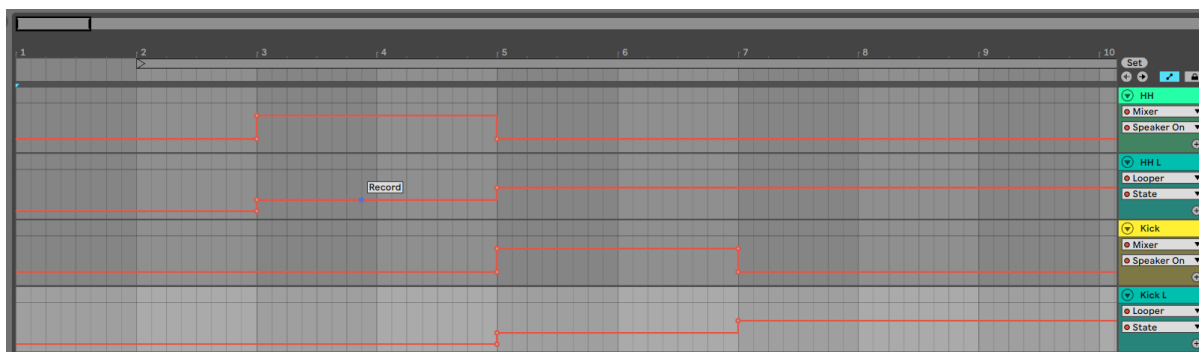 1 2 3 4 5 6 7 8 9 10
Set
HH
Mixer
Speaker On
HH L
Looper
Record
State
Kick
Mixer
Speaker On
Kick L
Looper
State